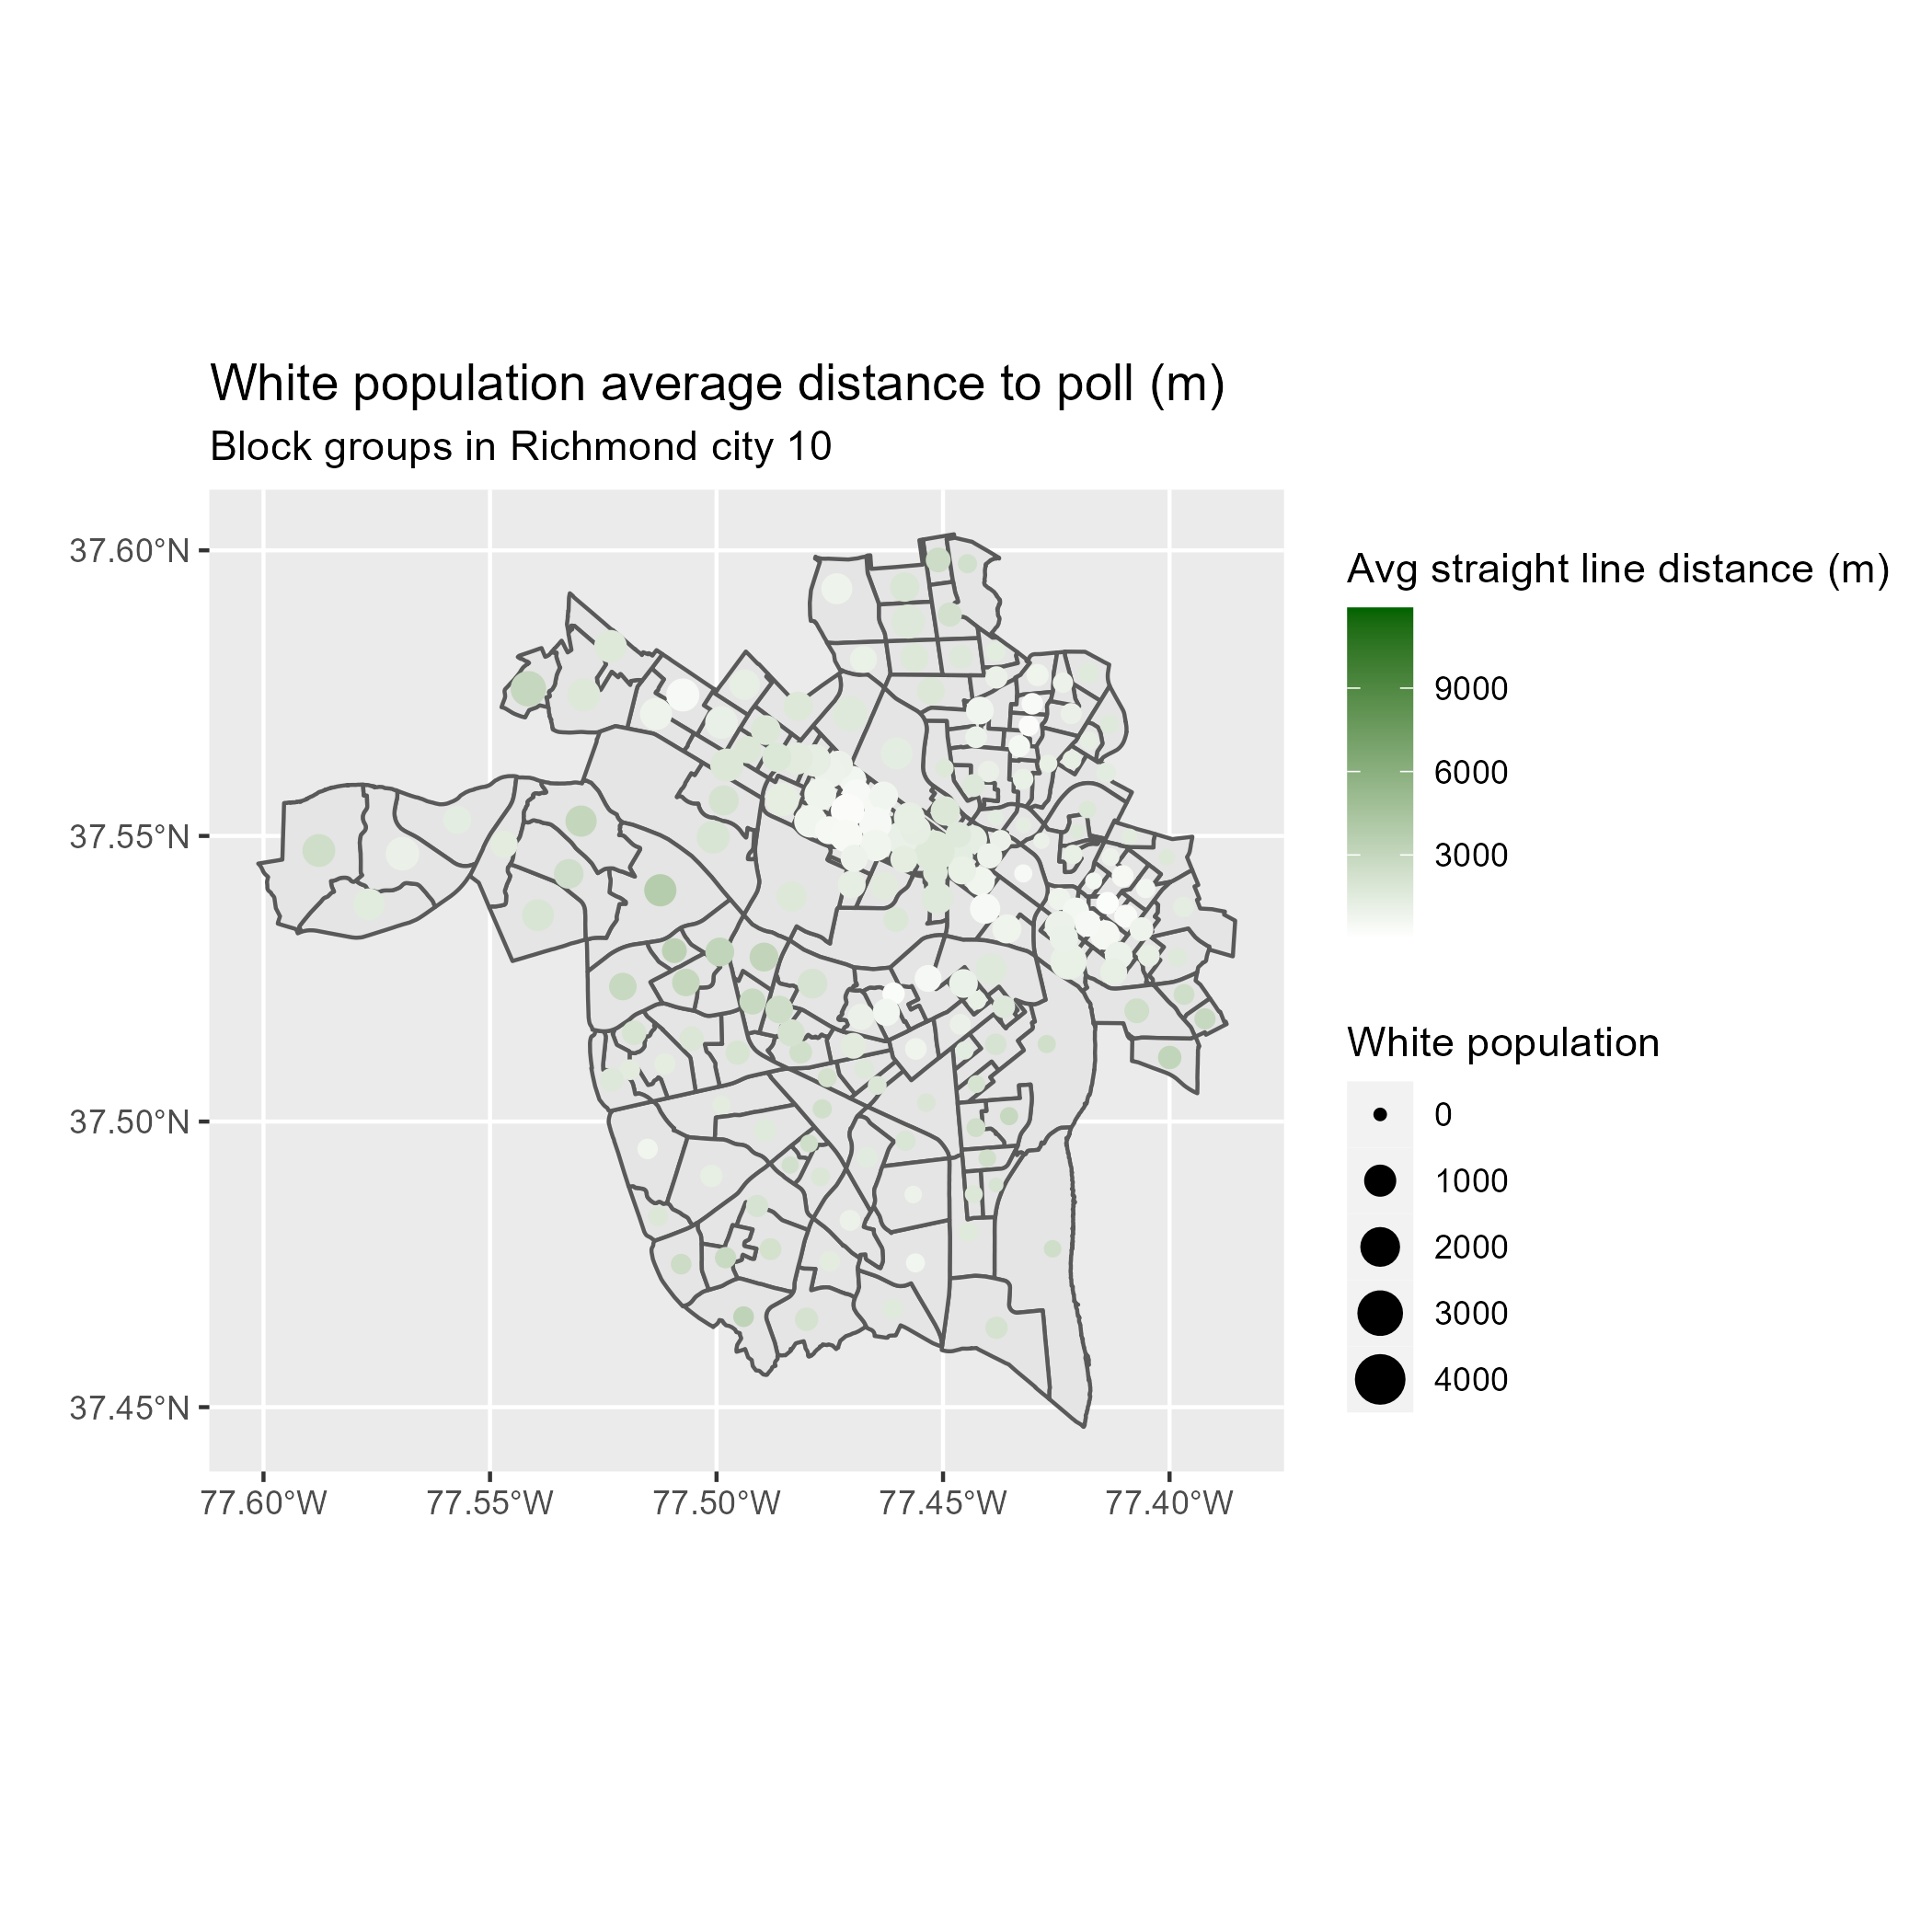 White population average distance to poll (m)
Block groups in Richmond city 10
37.60°N
37.55°N
37.50°N
37.45°N
77.60°W 77.55°W 77.50°W 77.45°W 77.40°W
Avg straight line distance (m)
9000
6000
3000
White population
0
1000
2000
3000
4000